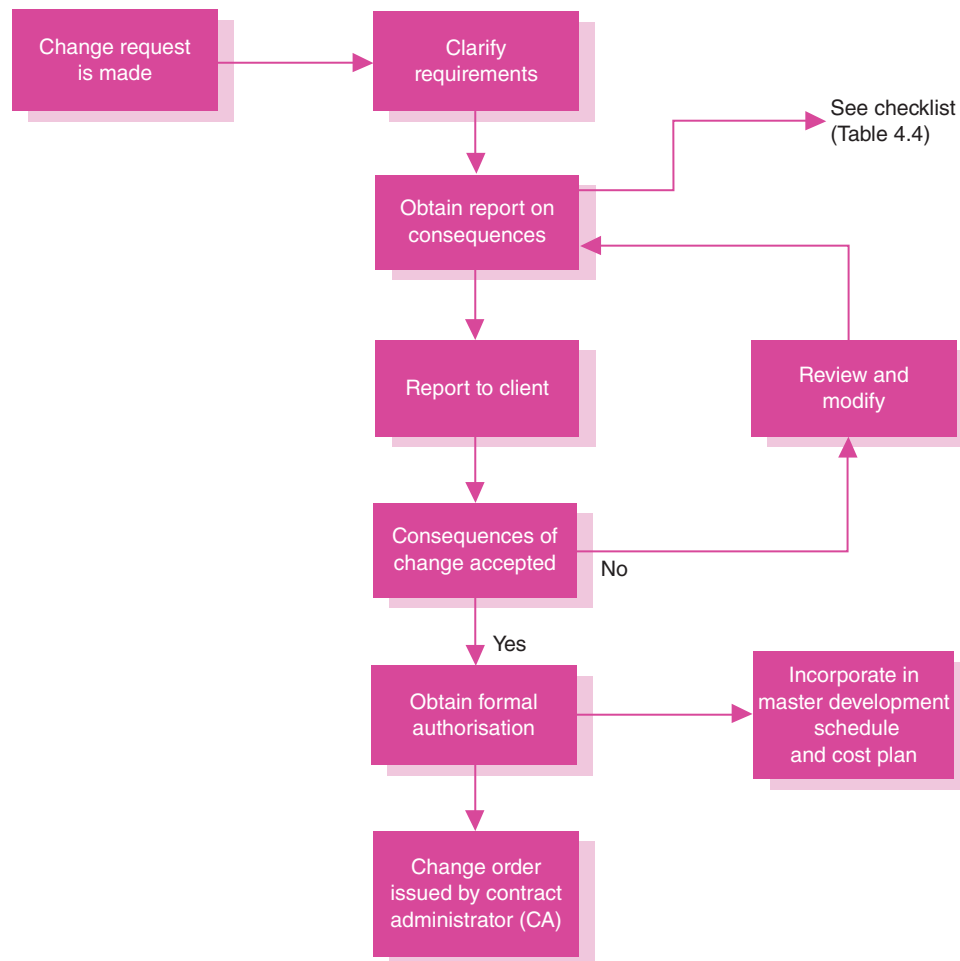 Change request
is made
Clarify
requirements
See checklist
(Table 4.4)
Obtain report on
consequences
Report to client
Review and
modify
Consequences of
change accepted
No
Yes
Obtain formal
authorisation
Incorporate in
master development
schedule
and cost plan
Change order
issued by contract
administrator (CA)